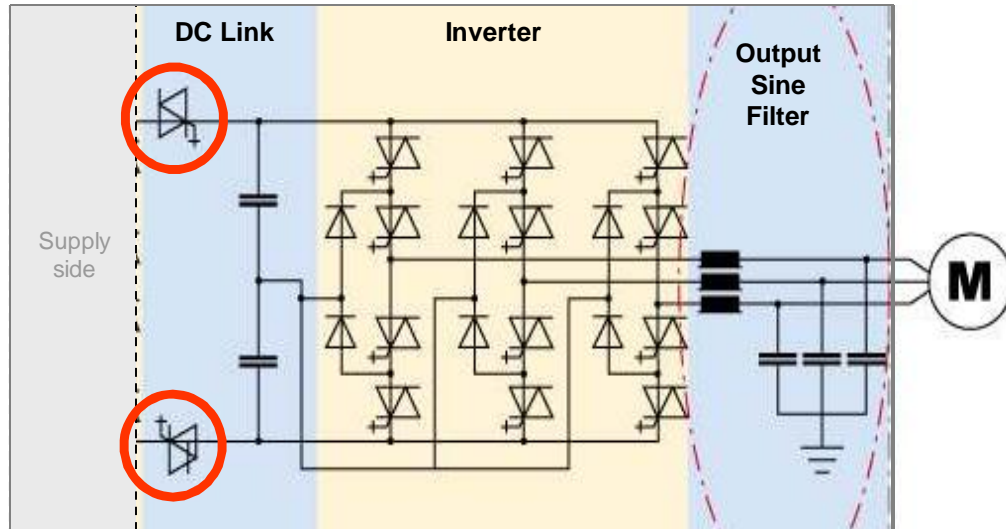 DC Link
Inverter
Output
Sine
Filter
Supply
side
M